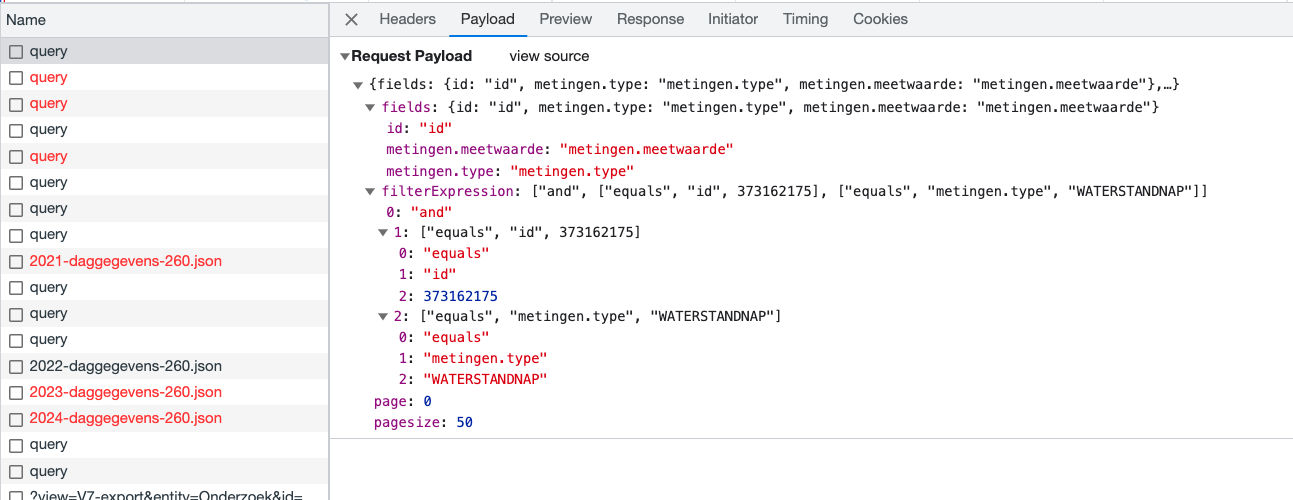 Name
query
query
query
query
query
query
query
query
2021-daggegevens-260.json
query
query
query
2022-daggegevens-260.json
2023-daggegevens-260.json
2024-daggegevens-260.json
query
query
?view=V7-export&entity=Onderzoek&id=
Headers Payload Preview Response Initiator Timing Cookies
Request Payload view source
{fields: {id: "id", metingen.type: "metingen.type", metingen.meetwaarde: "metingen.meetwaarde"},…}
fields: {id: "id", metingen.type: "metingen.type", metingen.meetwaarde: "metingen.meetwaarde"}
id: "id"
metingen.meetwaarde: "metingen.meetwaarde"
metingen.type: "metingen.type"
filterExpression: ["and", ["equals", "id", 373162175], ["equals", "metingen.type", "WATERSTANDNAP"]]
0: "and"
1: ["equals", "id", 373162175]
0: "equals"
1: "id"
2: 373162175
2: ["equals", "metingen.type", "WATERSTANDNAP"]
0: "equals"
1: "metingen.type"
2: "WATERSTANDNAP"
page: 0
pagesize: 50